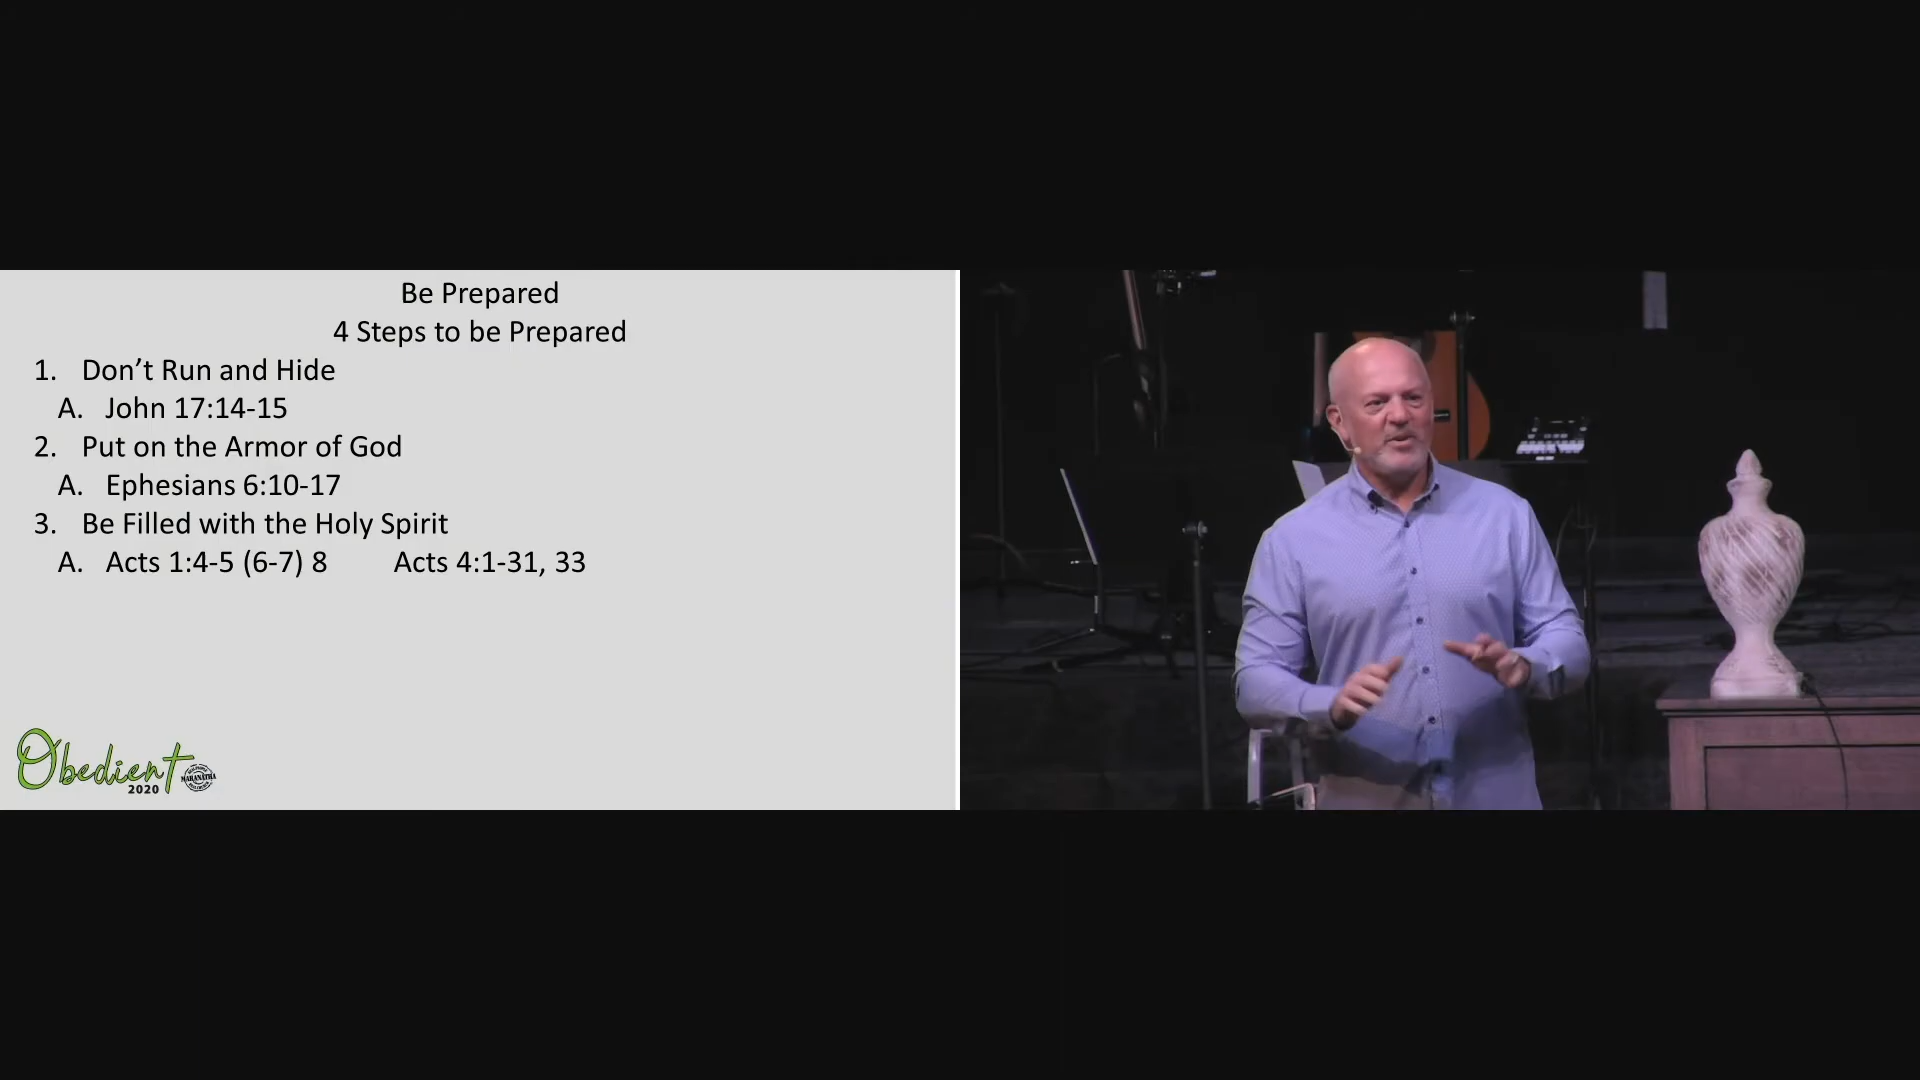 Be Prepared
4 Steps to be Prepared
1. Don’t Run and Hide
A. John 17:14-15
2. Put on the Armor of God
A. Ephesians 6:10-17
3. Be Filled with the Holy Spirit
A. Acts 1:4-5 (6-7) 8 Acts 4:1-31, 33
Obedient
MARANATHA
2020